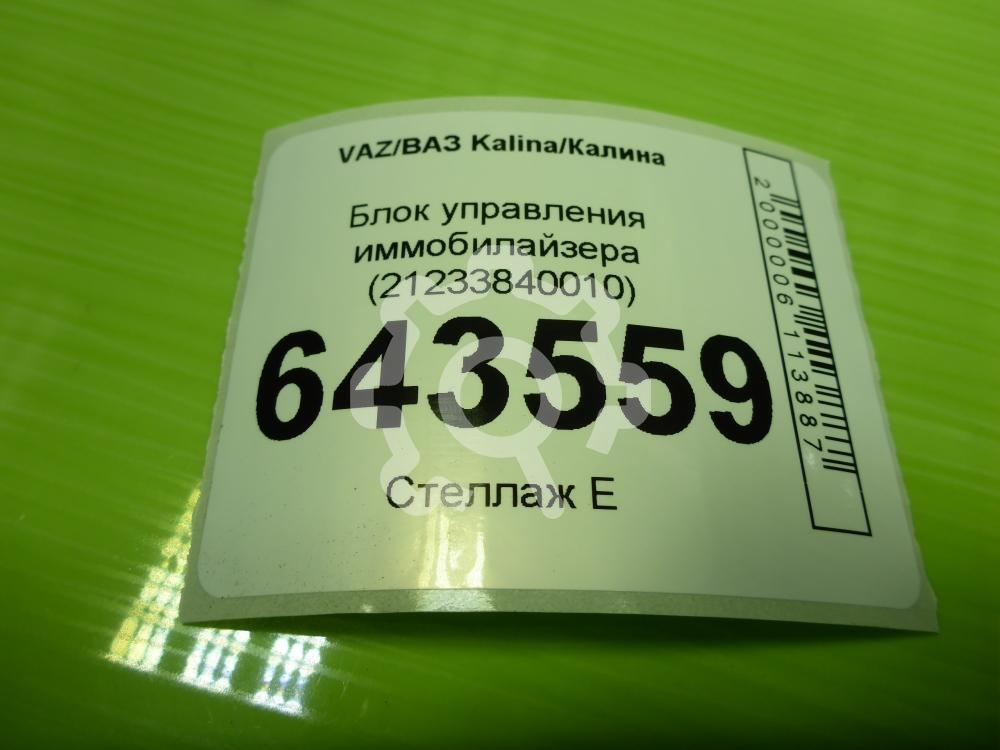 VAZ/ВАЗ Kalina/Калина
Блок управления
иммобилайзера
(21233840010)
643559
Стеллаж Е
2000006113887